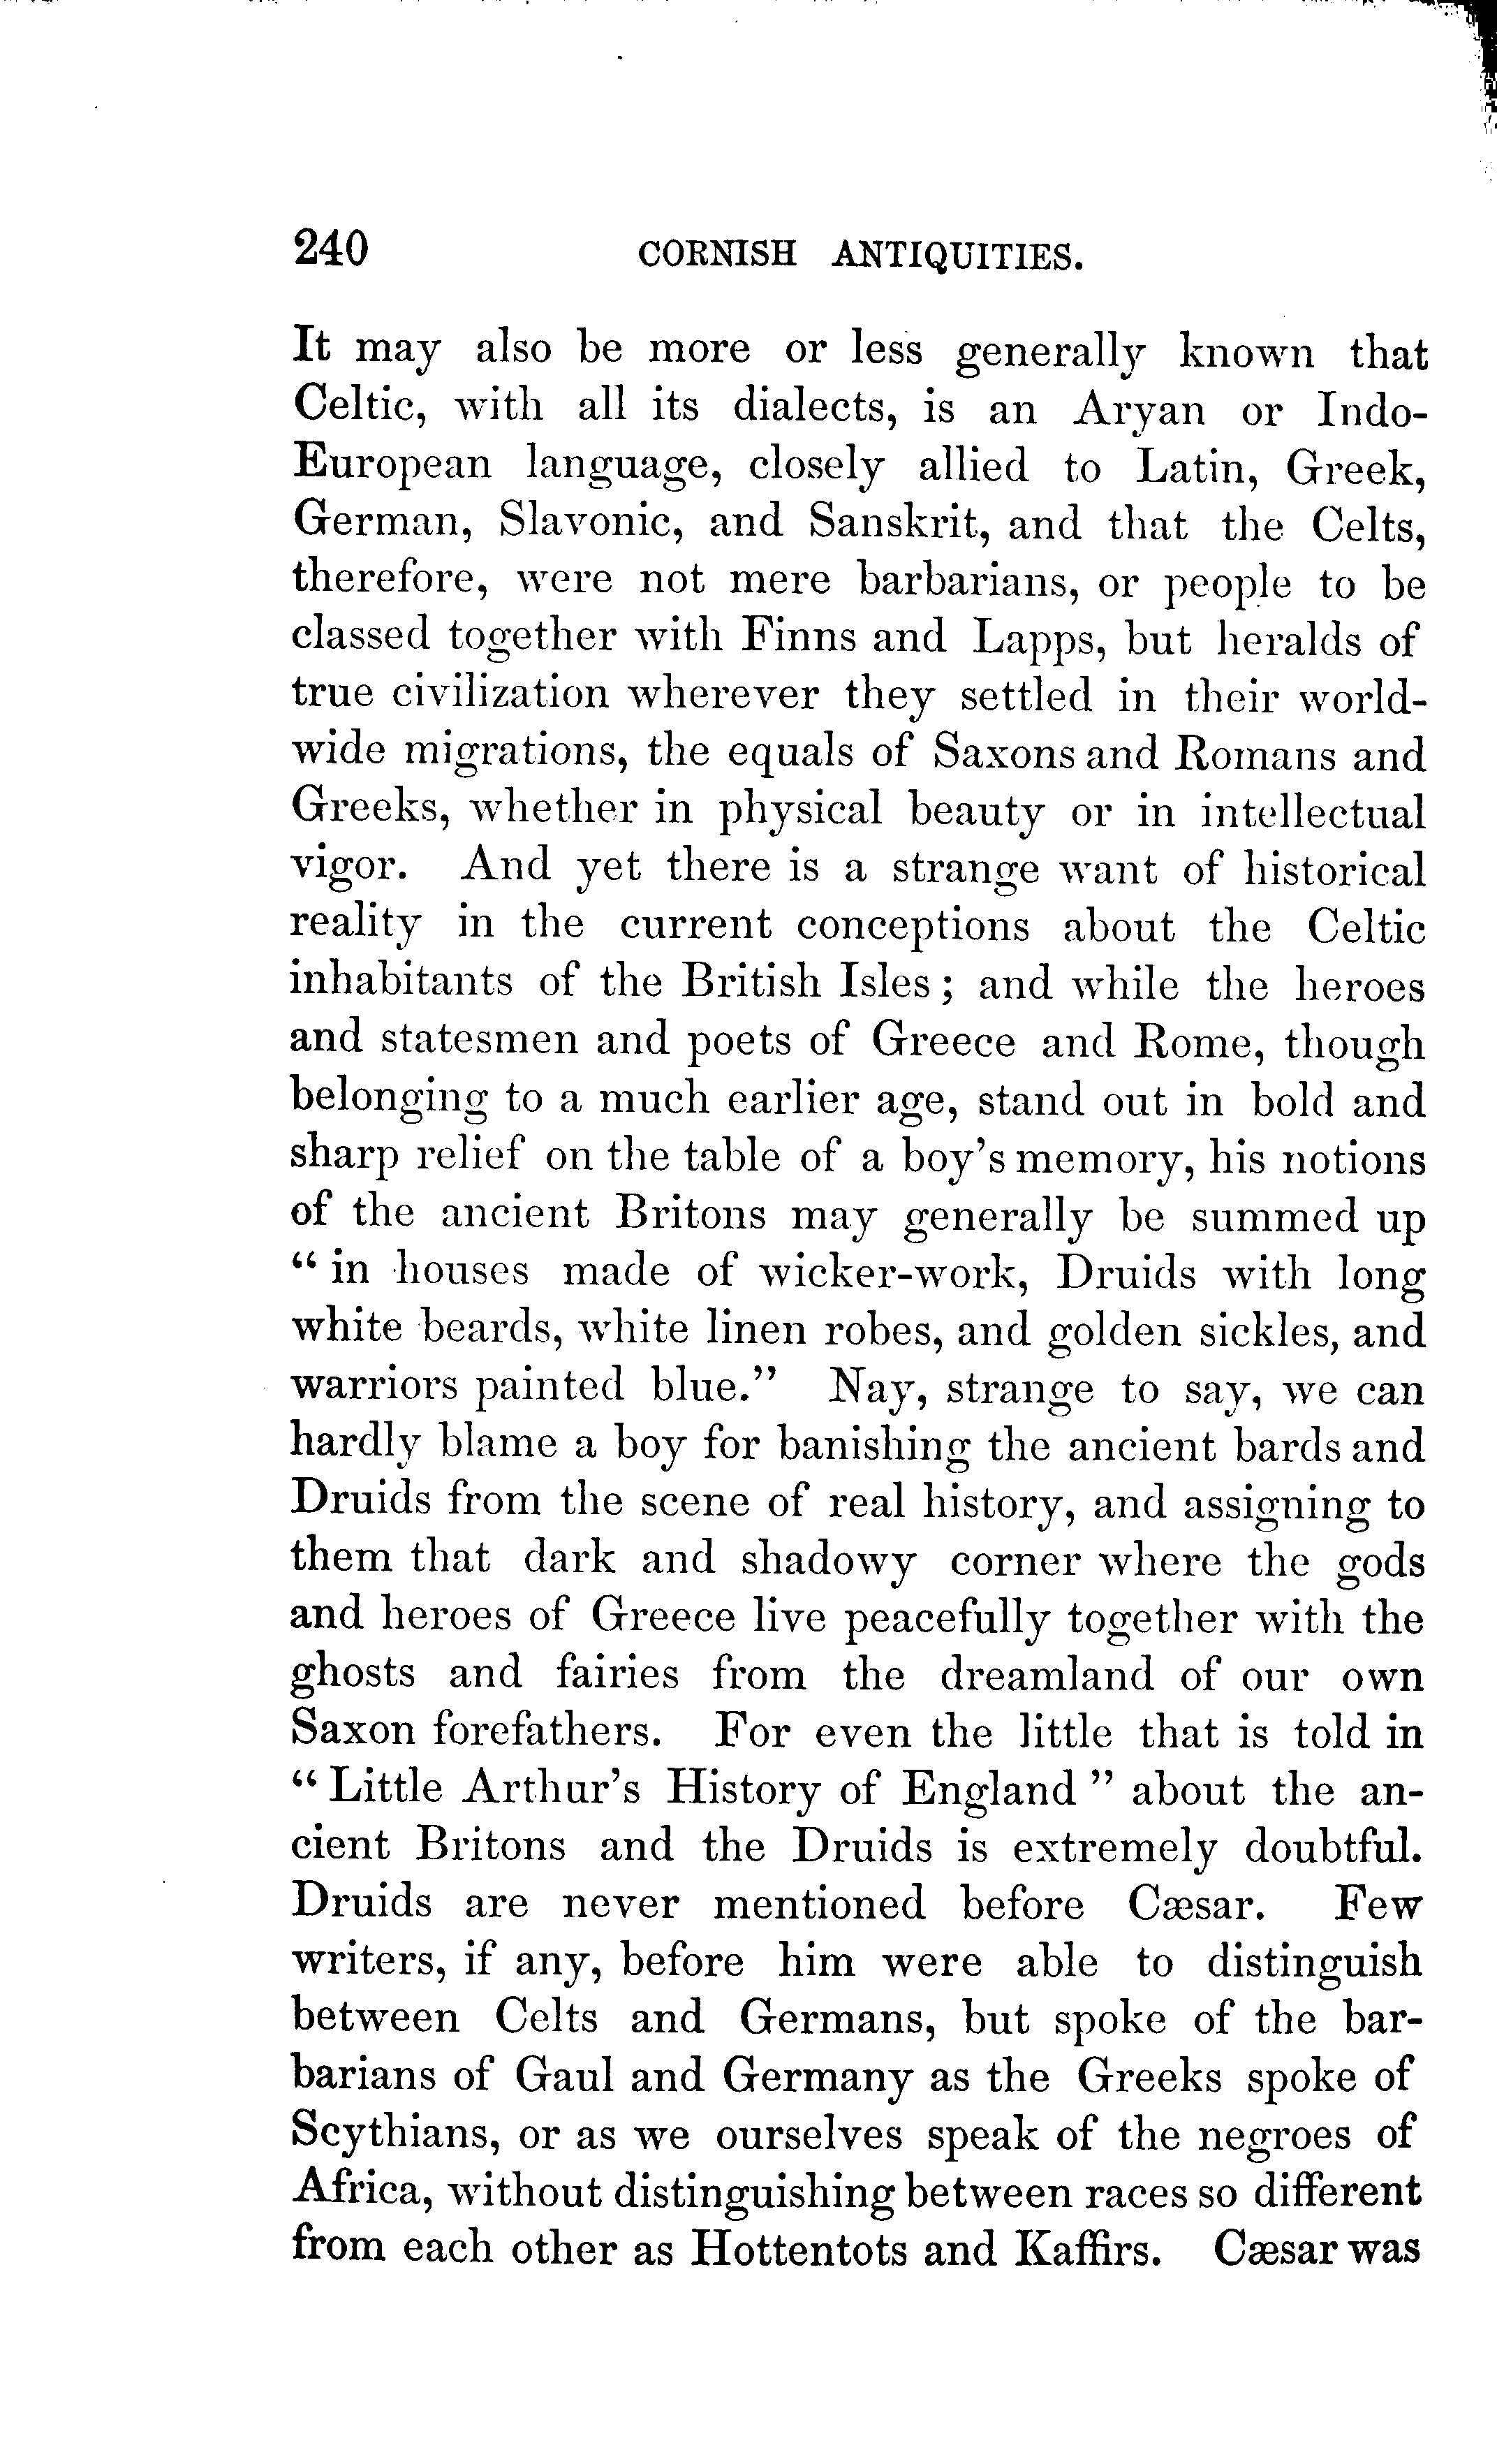 240 CORNISH ANTIQUITIES.
It may also be more or less generally known that
Celtic, with all its dialects, is an Aryan or Indo-
European language, closely allied to Latin, Greek,
German, Slavonic, and Sanskrit, and that the Celts,
therefore, were not mere barbarians, or people to be
classed together with Finns and Lapps, but heralds of
true civilization wherever they settled in their world-
wide migrations, the equals of Saxons and Romans and
Greeks, whether in physical beauty or in intellectual
vigor. And yet there is a strange want of historical
reality in the current conceptions about the Celtic
inhabitants of the British Isles; and while the heroes
and statesmen and poets of Greece and Rome, though
belonging to a much earlier age, stand out in bold and
sharp relief on the table of a boy's memory, his notions
of the ancient Britons may generally be summed up
“ in houses made of wicker-work, Druids with long
white beards, white linen robes, and golden sickles, and
warriors painted blue.” Nay, strange to say, we can
hardly blame a boy for banishing the ancient bards and
Druids from the scene of real history, and assigning to
them that dark and shadowy corner where the gods
and heroes of Greece live peacefully together with the
ghosts and fairies from the dreamland of our own
Saxon forefathers. For even the little that is told in
“ Little Arthur's History of England ” about the an-
cient Britons and the Druids is extremely doubtful.
Druids are never mentioned before Cæsar. Few
writers, if any, before him were able to distinguish
between Celts and Germans, but spoke of the bar-
barians of Gaul and Germany as the Greeks spoke of
Scythians, or as we ourselves speak of the negroes of
Africa, without distinguishing between races so different
from each other as Hottentots and Kaffirs. Cæsar was